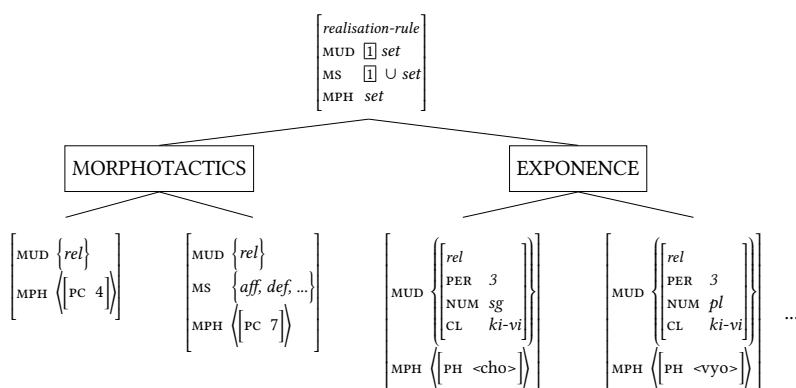 realisation-rule
MUD [1] set
MS [1] ∪ set
MPH set
MORPHOTACTICS
EXPONENCE
MUD {rel}
MPH ⟨[PC 4]⟩
MUD {rel}
MS {aff, def, ...}
MPH ⟨[PC 7]⟩
rel
PER 3
MUD
NUM sg
CL ki-vi
MPH ⟨[PH <cho>]⟩
rel
PER 3
MUD
NUM pl
CL ki-vi
MPH ⟨[PH <vyo>]⟩
...